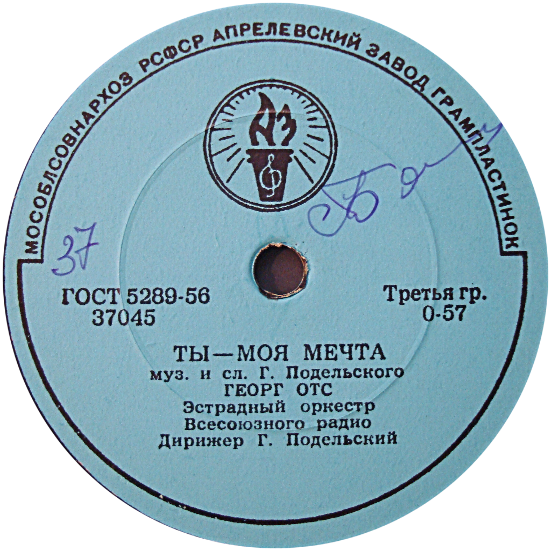 МОСОБЛСОВНАРХОЗ РСФСР АПРЕЛЕВСКИЙ ЗАВОД ГРАМПЛАСТИНОК
АЗ
37
ГОСТ 5289-56
37045
Третья гр.
0-57
ТЫ—МОЯ МЕЧТА
муз. и сл. Г. Подельского
ГЕОРГ ОТС
Эстрадный оркестр
Всесоюзного радио
Дирижер Г. Подельский